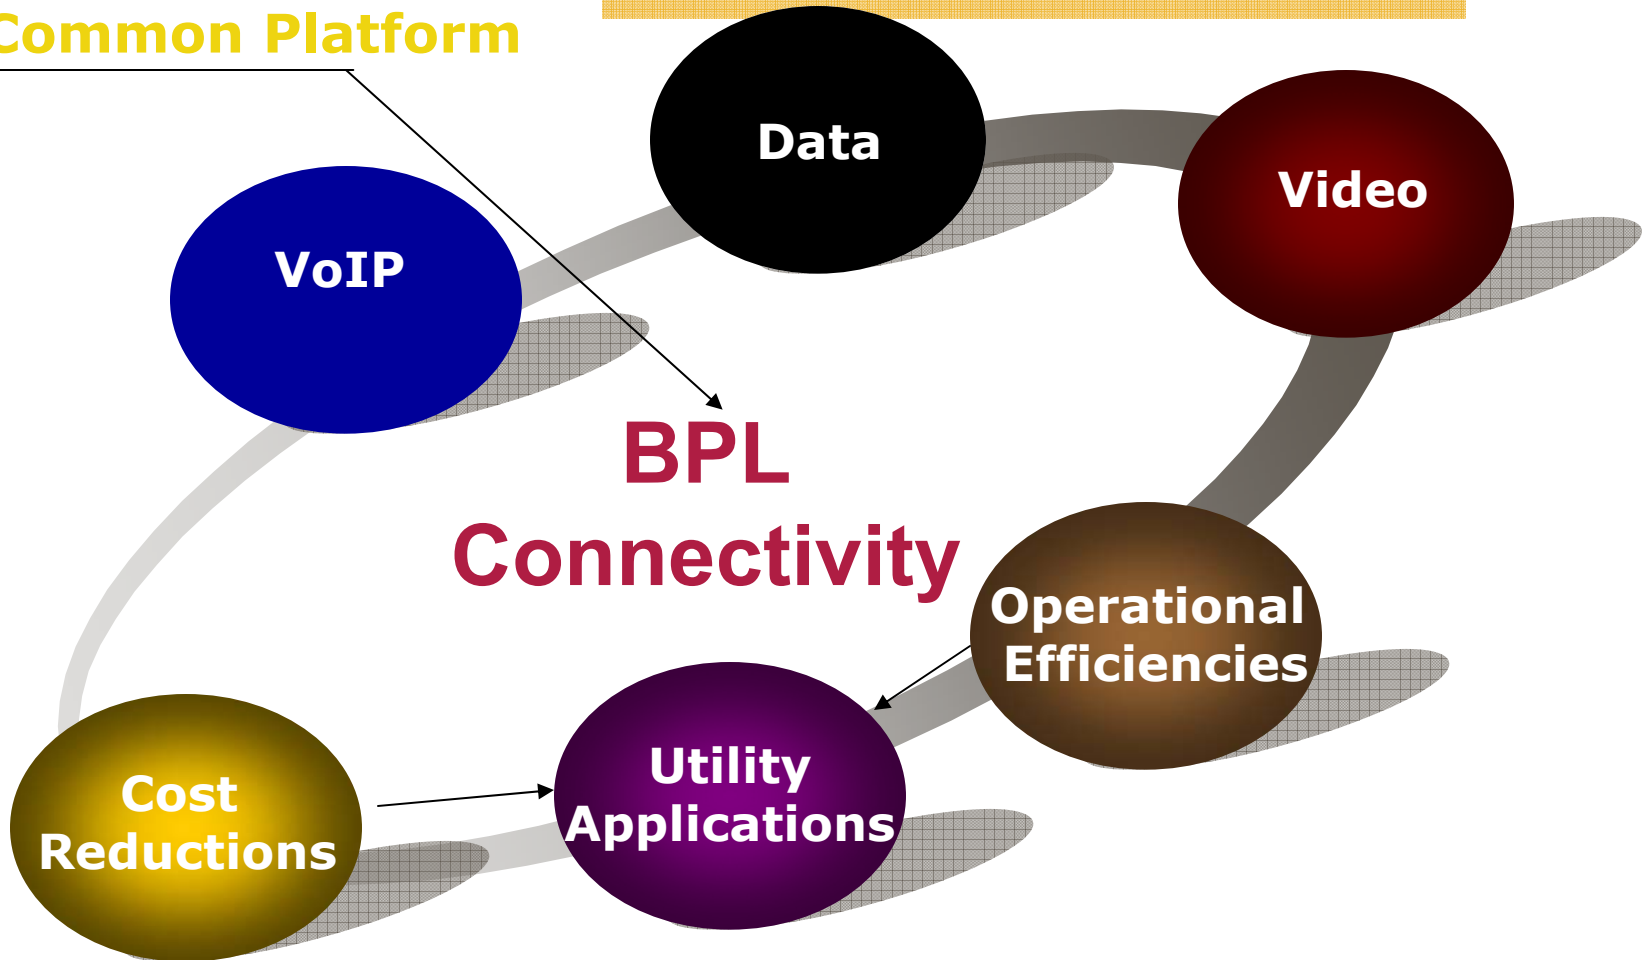 Common Platform
Data
Video
VoIP
BPL
Connectivity
Operational
Efficiencies
Utility
Applications
Cost
Reductions